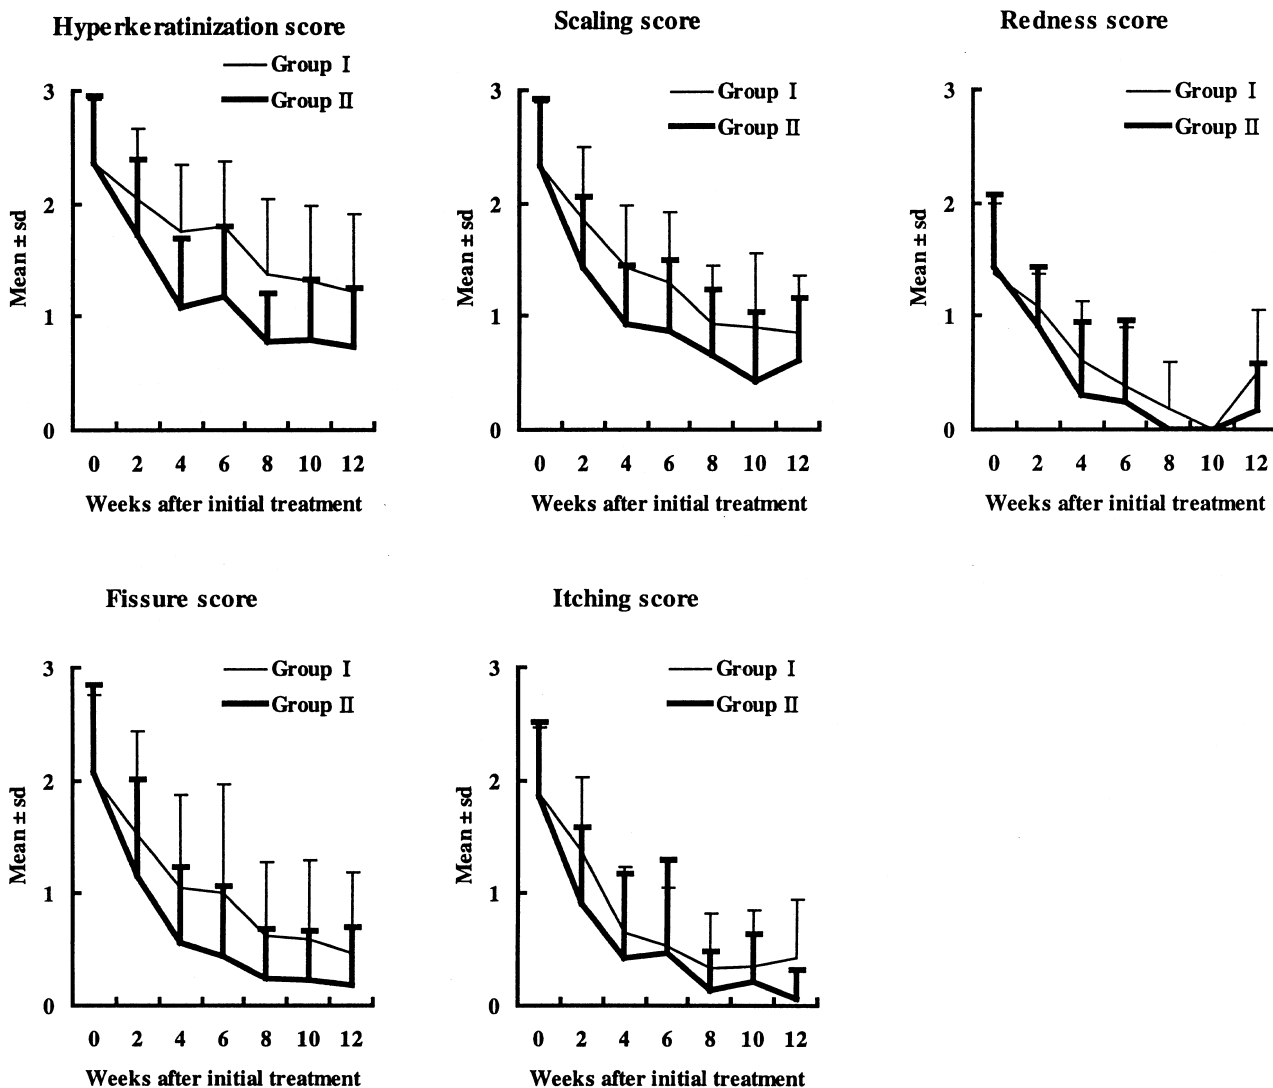 Hyperkeratinization score
Group I
Group II
3
2
1
0
Mean ± sd
0 2 4 6 8 10 12
Weeks after initial treatment
Scaling score
Group I
Group II
3
2
1
0
Mean ± sd
0 2 4 6 8 10 12
Weeks after initial treatment
Redness score
Group I
Group II
3
2
1
0
Mean ± sd
0 2 4 6 8 10 12
Weeks after initial treatment
Fissure score
Group I
Group II
3
2
1
0
Mean ± sd
0 2 4 6 8 10 12
Weeks after initial treatment
Itching score
Group I
Group II
3
2
1
0
Mean ± sd
0 2 4 6 8 10 12
Weeks after initial treatment